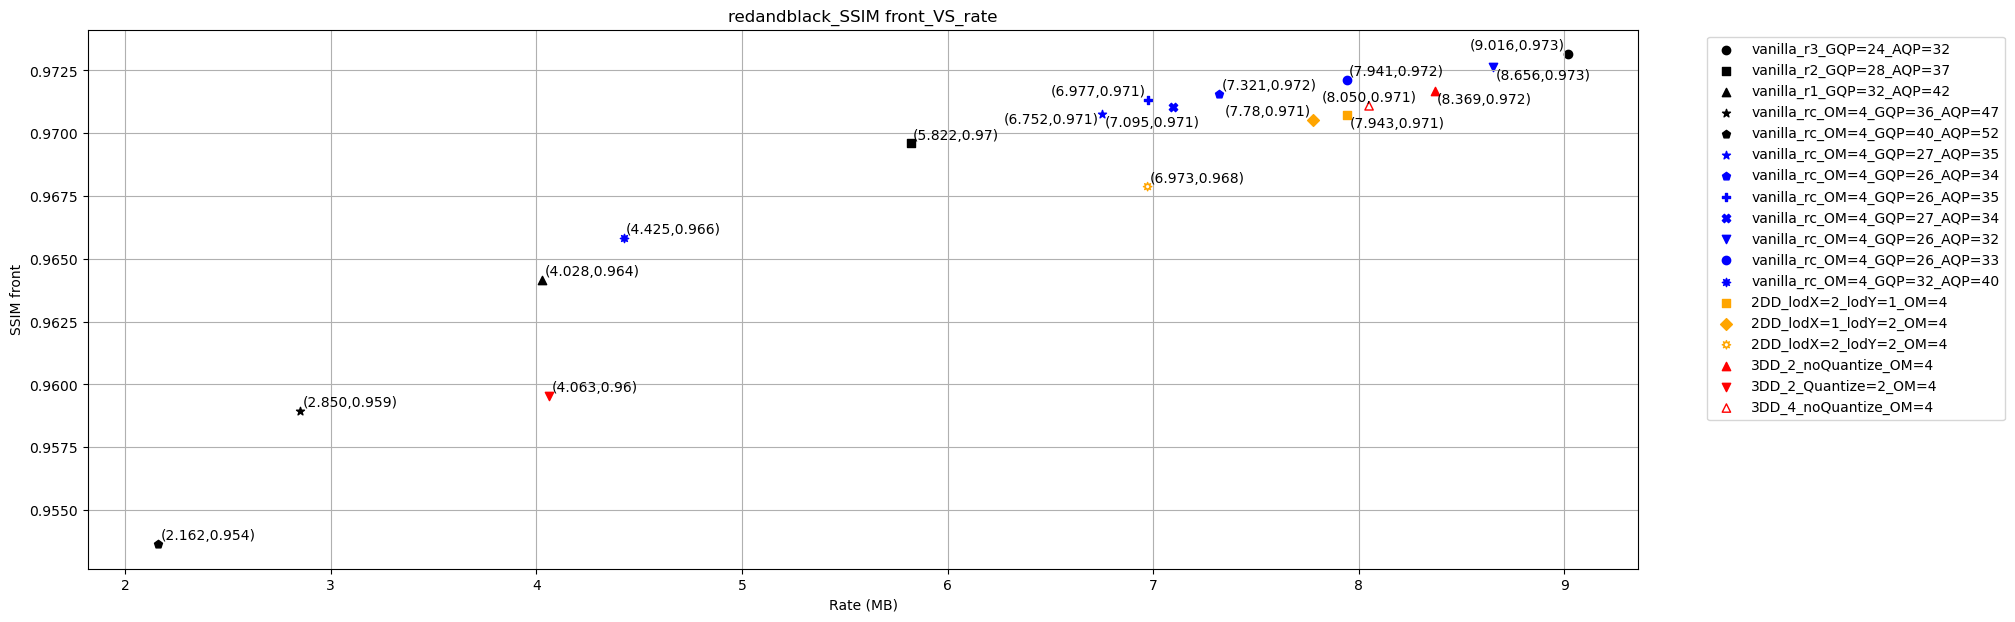 redandblack_SSIM front_VS_rate
SSIM front
0.9725
0.9700
0.9675
0.9650
0.9625
0.9600
0.9575
0.9550
(9.016,0.973)
(7.941,0.972)
(8.656,0.973)
(6.977,0.971)
(7.321,0.972)
(8.050,0.971)
(8.369,0.972)
(7.78,0.971)
(6.752,0.971)
(7.095,0.971)
(7.943,0.971)
(5.822,0.97)
(6.973,0.968)
(4.425,0.966)
(4.028,0.964)
(4.063,0.96)
(2.850,0.959)
(2.162,0.954)
2 3 4 5 6 7 8 9
Rate (MB)
vanilla_r3_GQP=24_AQP=32
vanilla_r2_GQP=28_AQP=37
vanilla_r1_GQP=32_AQP=42
vanilla_rc_OM=4_GQP=36_AQP=47
vanilla_rc_OM=4_GQP=40_AQP=52
vanilla_rc_OM=4_GQP=27_AQP=35
vanilla_rc_OM=4_GQP=26_AQP=34
vanilla_rc_OM=4_GQP=26_AQP=35
vanilla_rc_OM=4_GQP=27_AQP=34
vanilla_rc_OM=4_GQP=26_AQP=32
vanilla_rc_OM=4_GQP=26_AQP=33
vanilla_rc_OM=4_GQP=32_AQP=40
2DD_lodX=2_lodY=1_OM=4
2DD_lodX=1_lodY=2_OM=4
2DD_lodX=2_lodY=2_OM=4
3DD_2_noQuantize_OM=4
3DD_2_Quantize=2_OM=4
3DD_4_noQuantize_OM=4